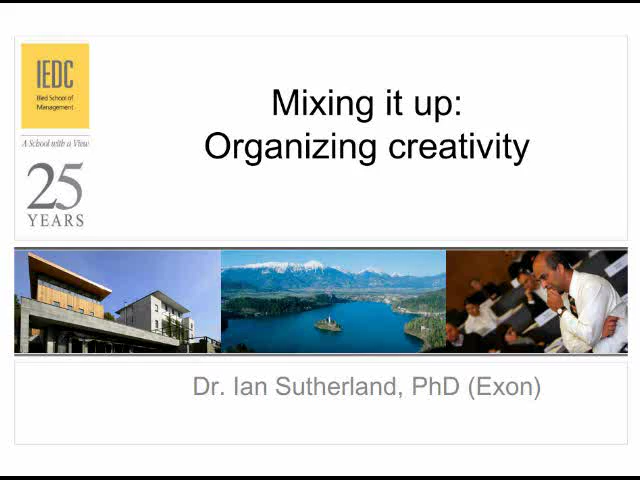 IEDC
Bled School of
Management
A School with a View
25
YEARS
Mixing it up:
Organizing creativity
Dr. Ian Sutherland, PhD (Exon)